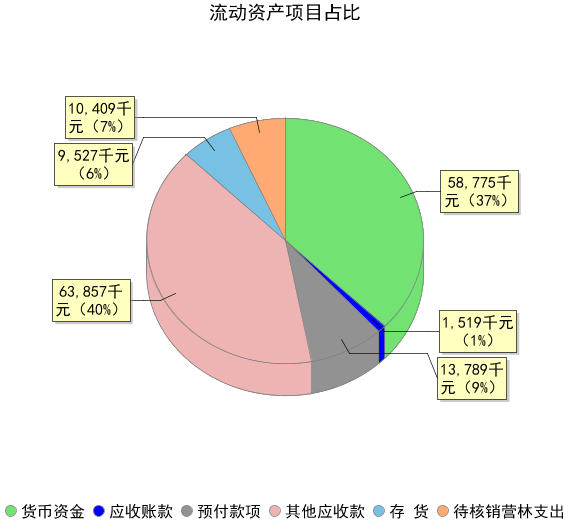 流动资产项目占比
10,409千
元（7%）
9,527千元
（6%）
58,775千
元（37%）
63,857千
元（40%）
1,519千元
（1%）
13,789千
元（9%）
货币资金 应收账款 预付款项 其他应收款 存 货 待核销营林支出